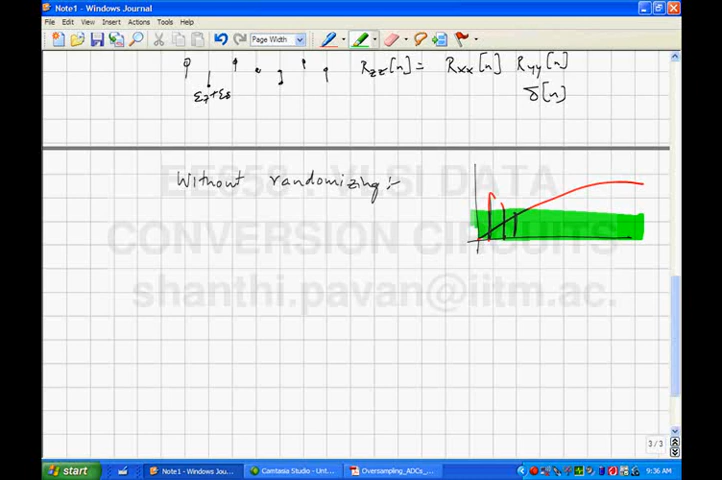 Note1 - Windows Journal
File Edit View Insert Actions Tools Help
Page Width
Rzz[n] = Rxx[n] Ryy[n]
ε7+ε8
δ[n]
EE658: VLSI DATA
Without randomizing :-
CONVERSION CIRCUITS
shanthi.pavan@iitm.ac.
3 / 3
start
Note1 - Windows Jou...
Camtasia Studio - Unt...
Oversampling_ADCs_...
9:36 AM